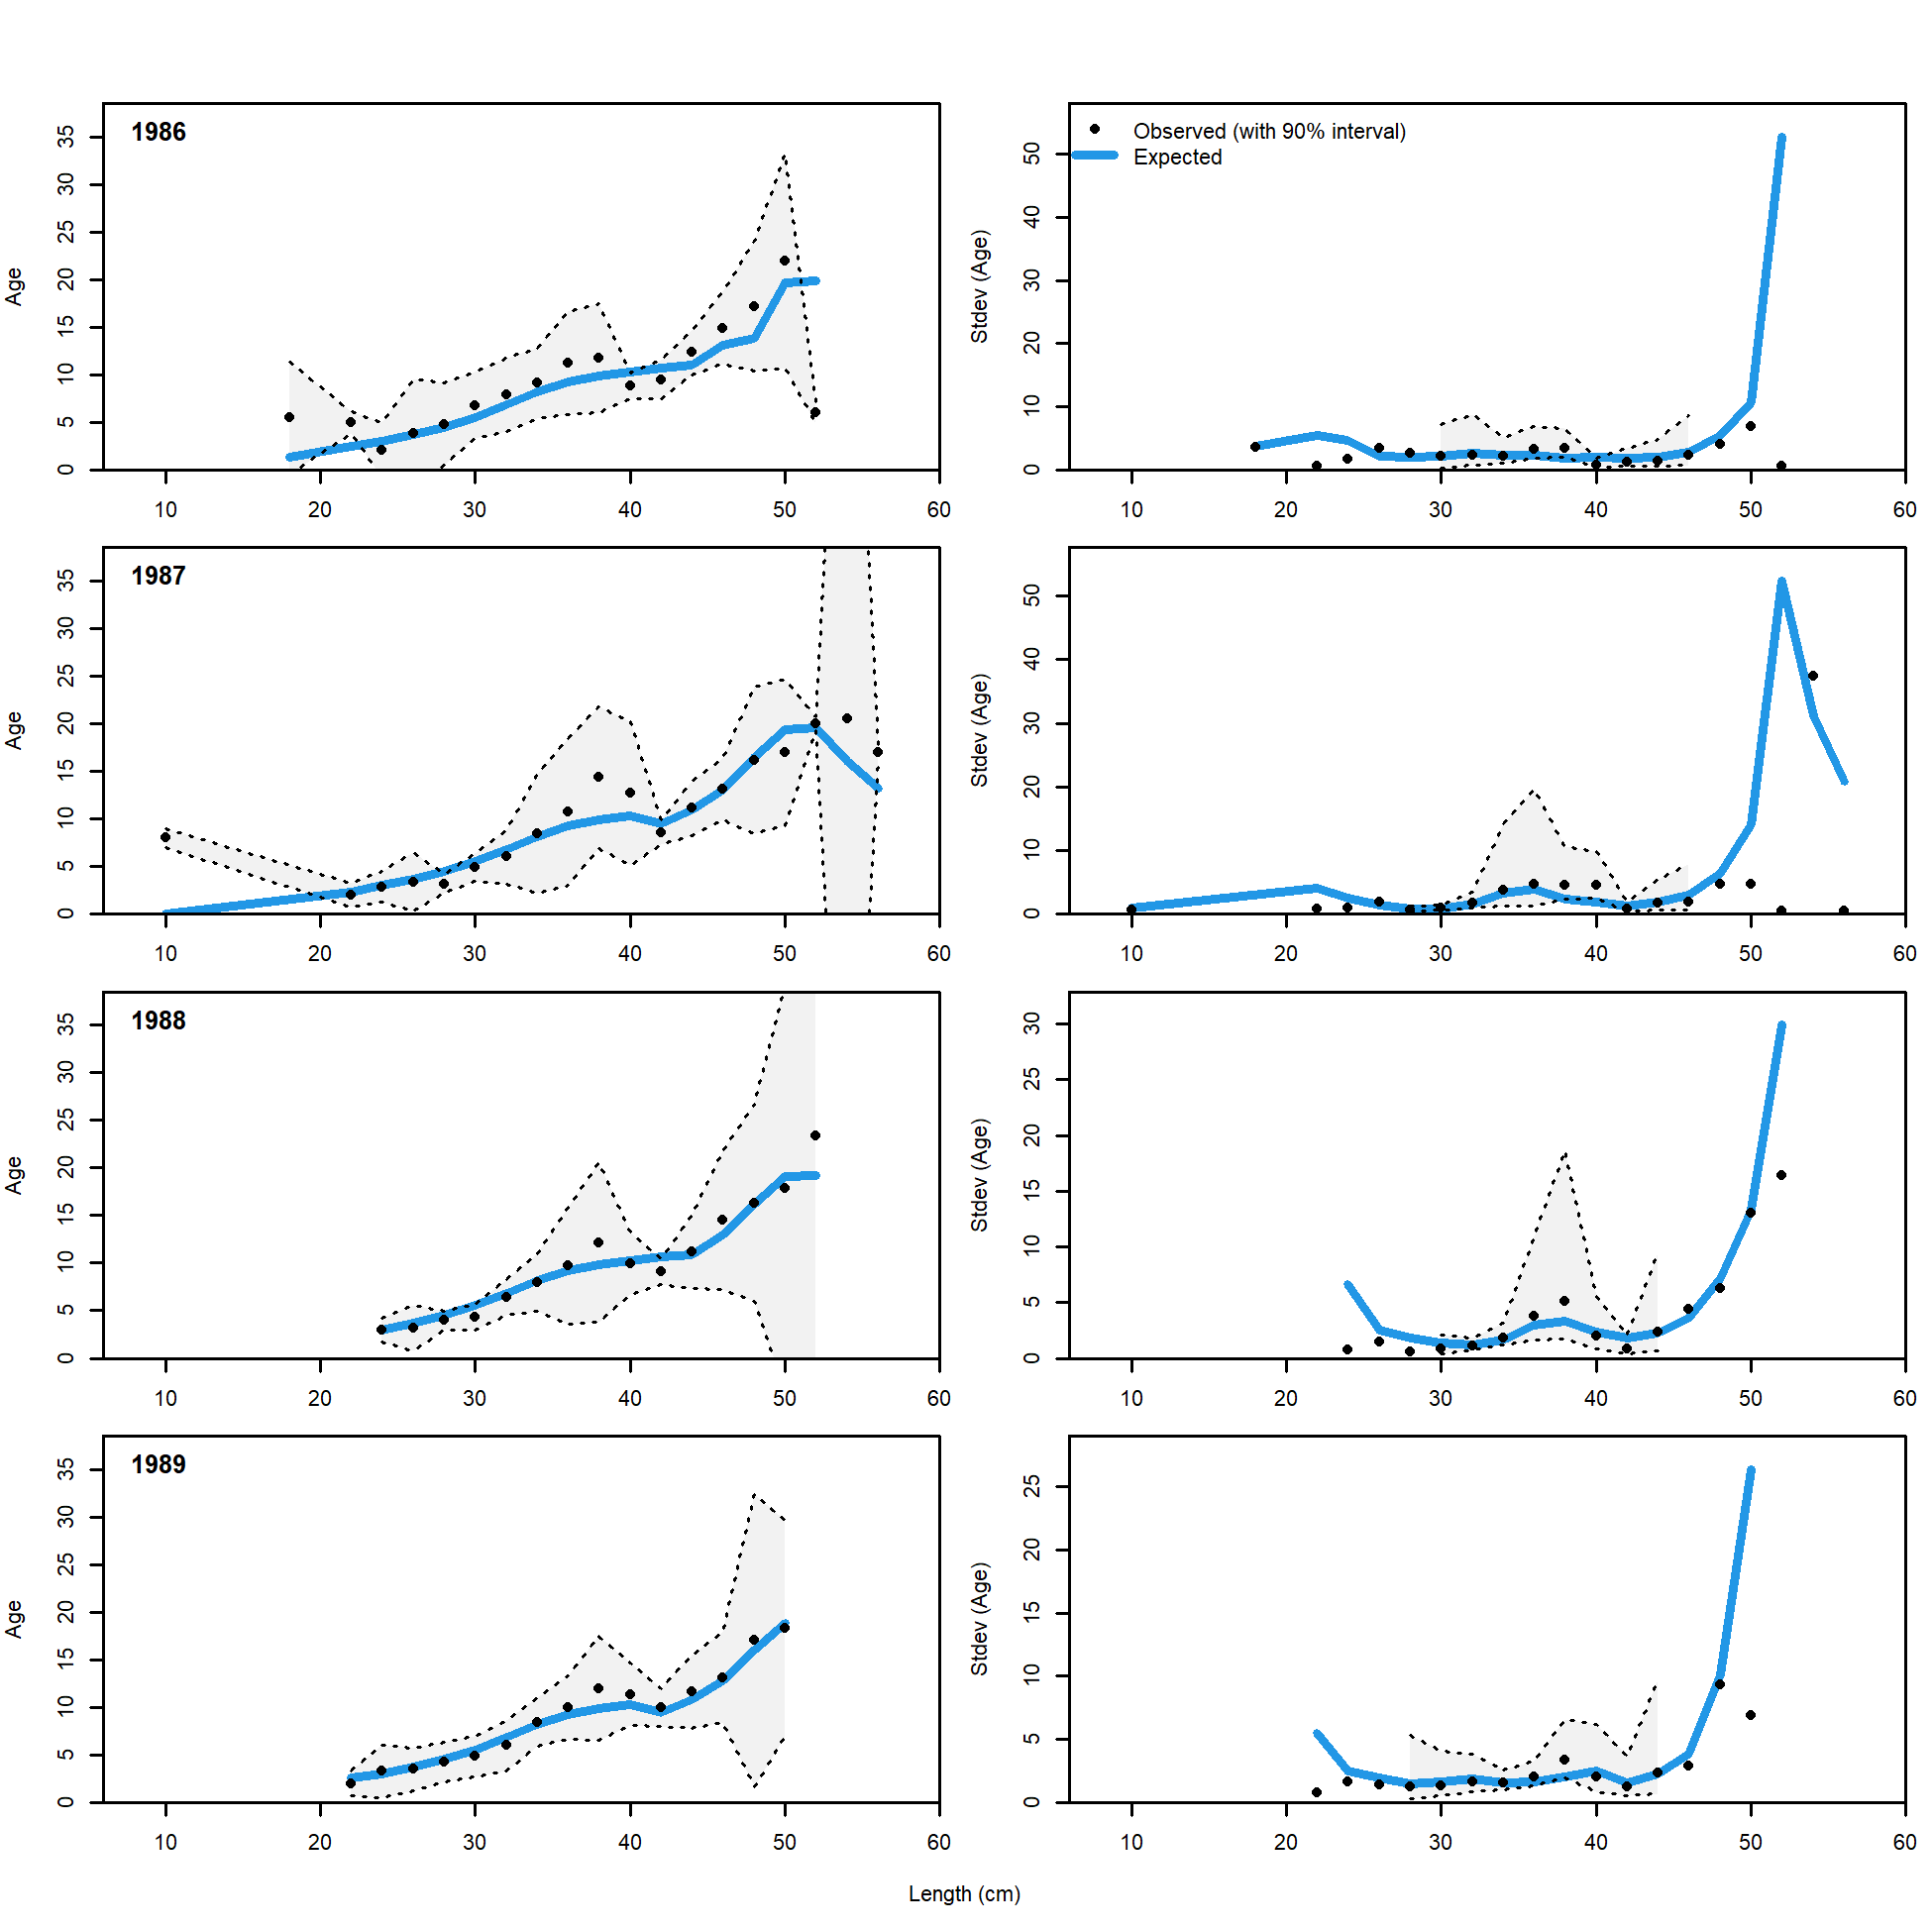 1986
Age
0 5 10 15 20 25 30 35
10 20 30 40 50 60
Observed (with 90% interval)
Expected
Stdev (Age)
0 10 20 30 40 50
10 20 30 40 50 60
1987
Age
0 5 10 15 20 25 30 35
10 20 30 40 50 60
Stdev (Age)
0 10 20 30 40 50
10 20 30 40 50 60
1988
Age
0 5 10 15 20 25 30 35
10 20 30 40 50 60
Stdev (Age)
0 5 10 15 20 25 30
10 20 30 40 50 60
1989
Age
0 5 10 15 20 25 30 35
10 20 30 40 50 60
Stdev (Age)
0 5 10 15 20 25
10 20 30 40 50 60
Length (cm)